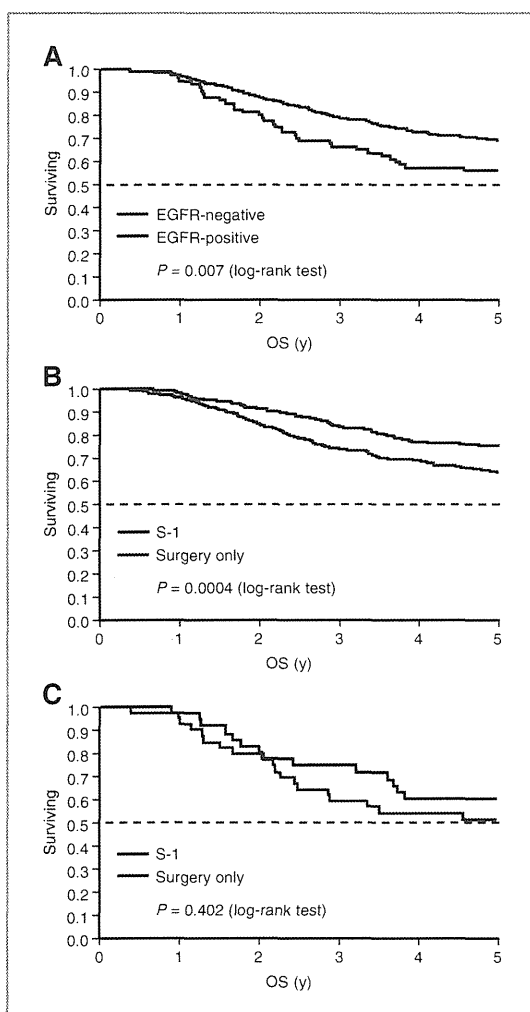 A
1.0
0.9
0.8
0.7
0.6
0.5
0.4
0.3
0.2
0.1
0.0
Surviving
EGFR-negative
EGFR-positive
P = 0.007 (log-rank test)
0 1 2 3 4 5
OS (y)
B
1.0
0.9
0.8
0.7
0.6
0.5
0.4
0.3
0.2
0.1
0.0
Surviving
S-1
Surgery only
P = 0.0004 (log-rank test)
0 1 2 3 4 5
OS (y)
C
1.0
0.9
0.8
0.7
0.6
0.5
0.4
0.3
0.2
0.1
0.0
Surviving
S-1
Surgery only
P = 0.402 (log-rank test)
0 1 2 3 4 5
OS (y)